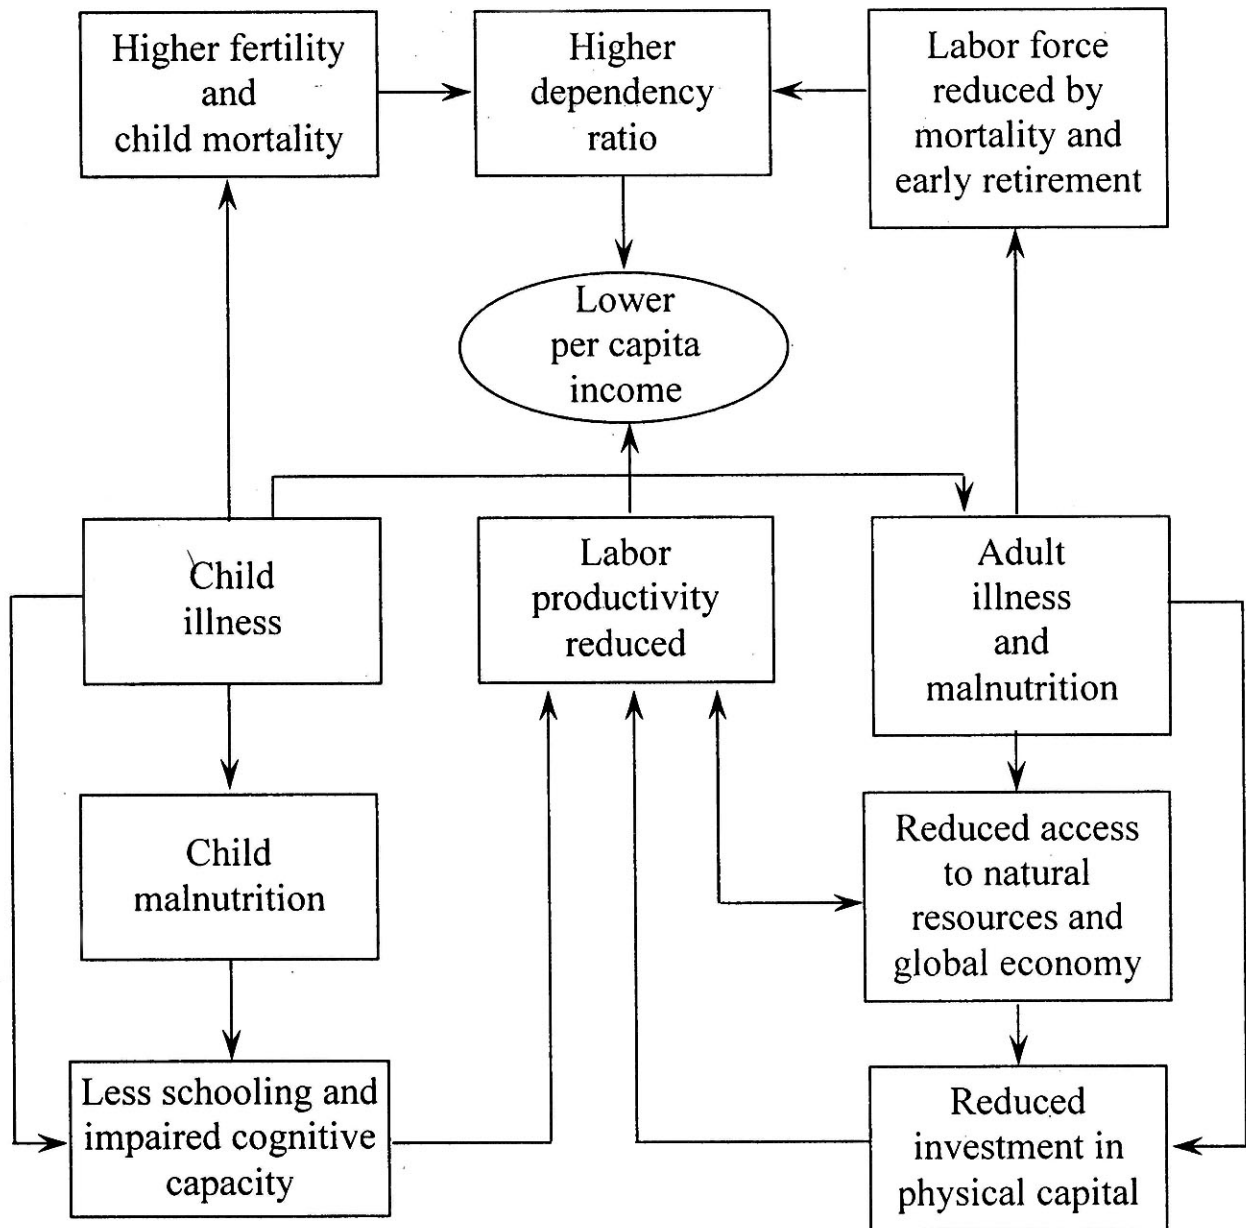 Higher fertility
and
child mortality
Higher
dependency
ratio
Labor force
reduced by
mortality and
early retirement
Lower
per capita
income
Child
illness
Labor
productivity
reduced
Adult
illness
and
malnutrition
Child
malnutrition
Reduced access
to natural
resources and
global economy
Less schooling and
impaired cognitive
capacity
Reduced
investment in
physical capital